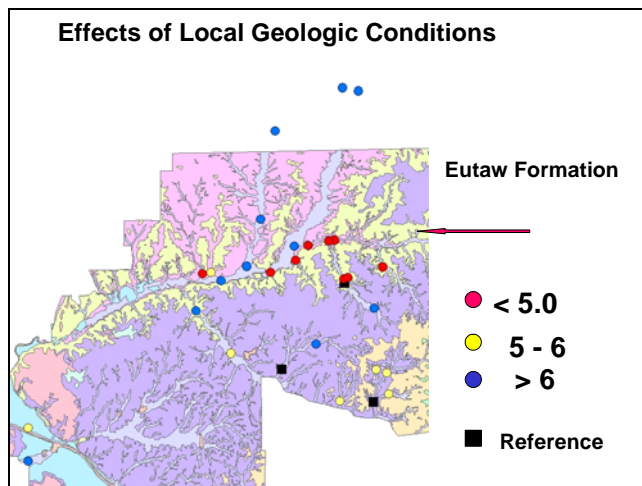 Effects of Local Geologic Conditions
Eutaw Formation
< 5.0
5 - 6
> 6
Reference